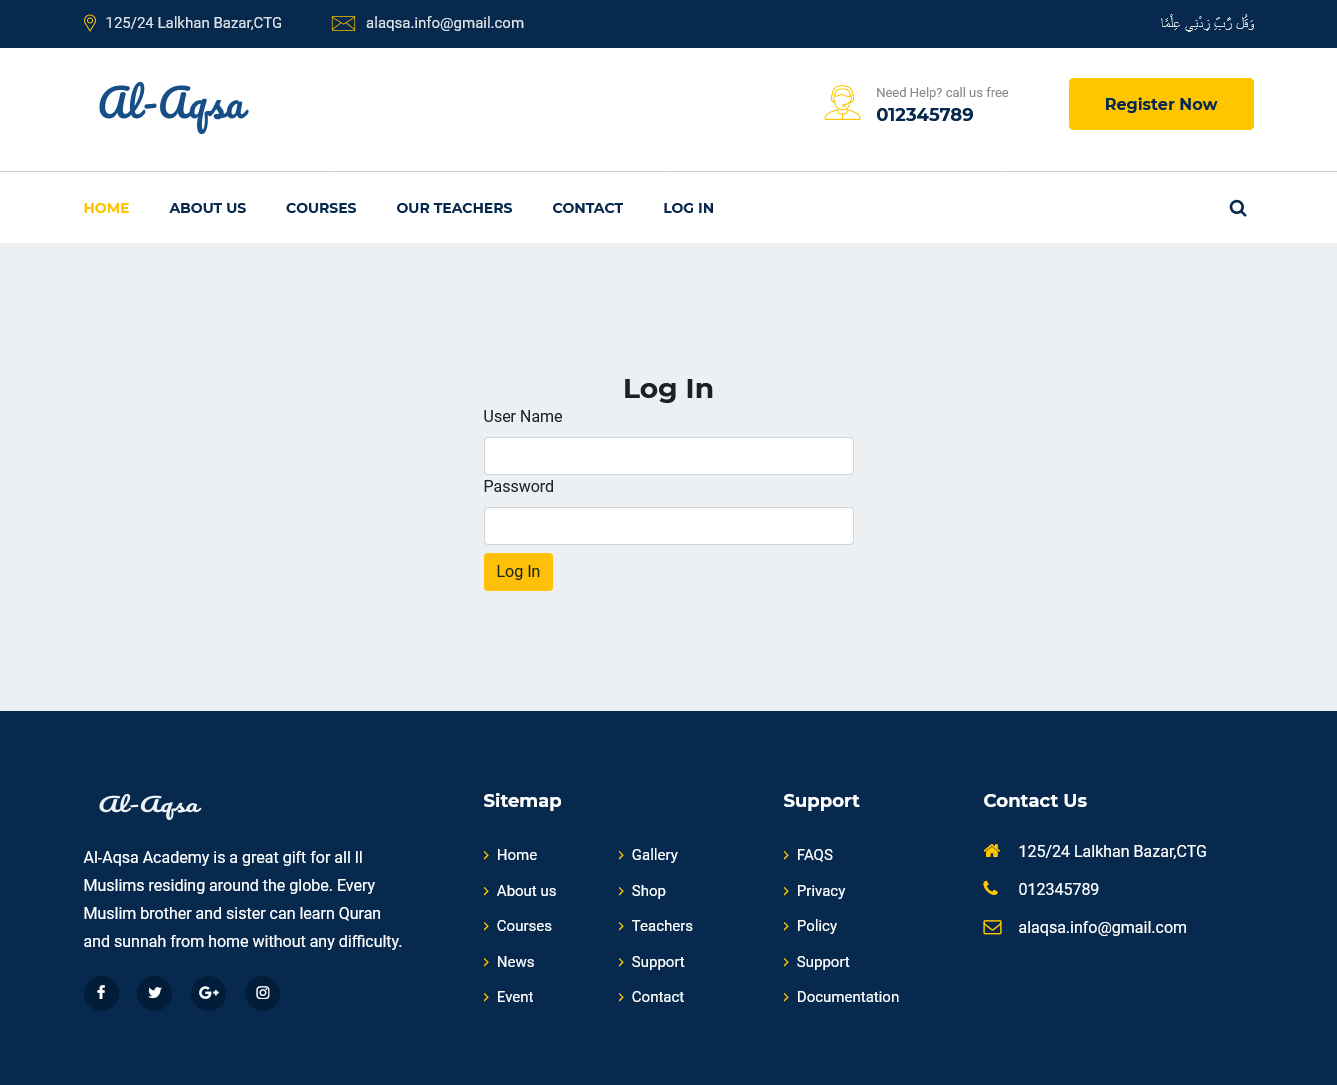 125/24 Lalkhan Bazar,CTG
alaqsa.info@gmail.com
وَقُل رَّبِّ زِدْنِي عِلْمًا
Al-Aqsa
Need Help? call us free
012345789
Register Now
HOME
ABOUT US
COURSES
OUR TEACHERS
CONTACT
LOG IN
Log In
User Name
Password
Log In
Al-Aqsa
Al-Aqsa Academy is a great gift for all ll
Muslims residing around the globe. Every
Muslim brother and sister can learn Quran
and sunnah from home without any difficulty.
Sitemap
Home
About us
Courses
News
Event
Gallery
Shop
Teachers
Support
Contact
Support
FAQS
Privacy
Policy
Support
Documentation
Contact Us
125/24 Lalkhan Bazar,CTG
012345789
alaqsa.info@gmail.com